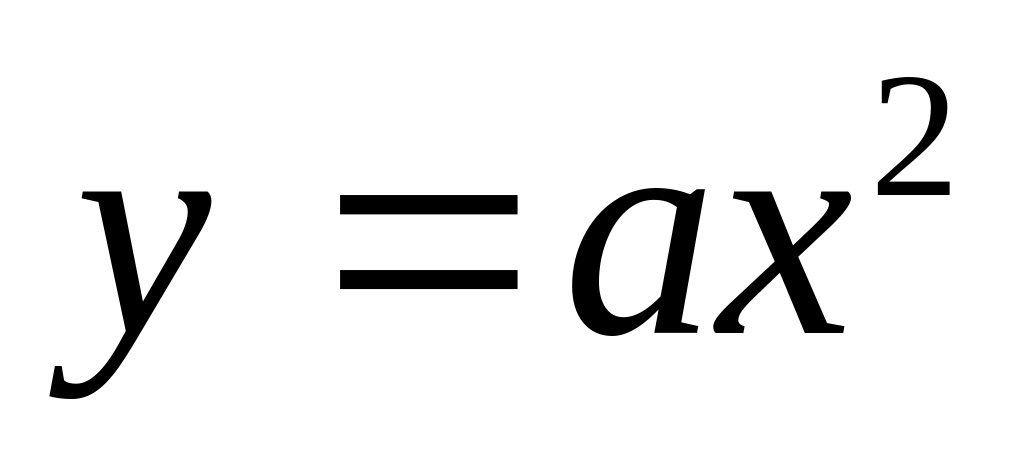 y = ax²